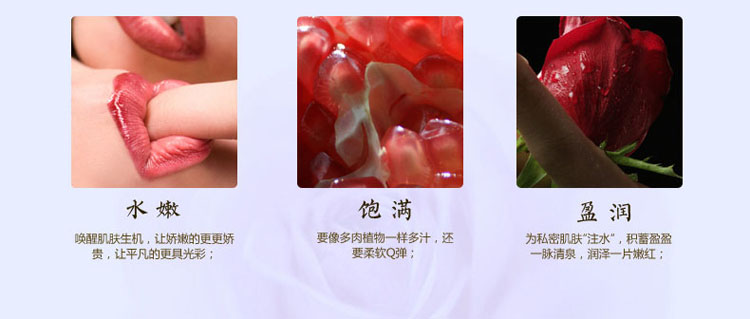 水嫩
唤醒肌肤生机，让娇嫩的更更娇
贵，让平凡的更具光彩；
饱满
要像多肉植物一样多汁，还
要柔软Q弹；
盈润
为私密肌肤“注水”，积蓄盈盈
一脉清泉，润泽一片嫩红；